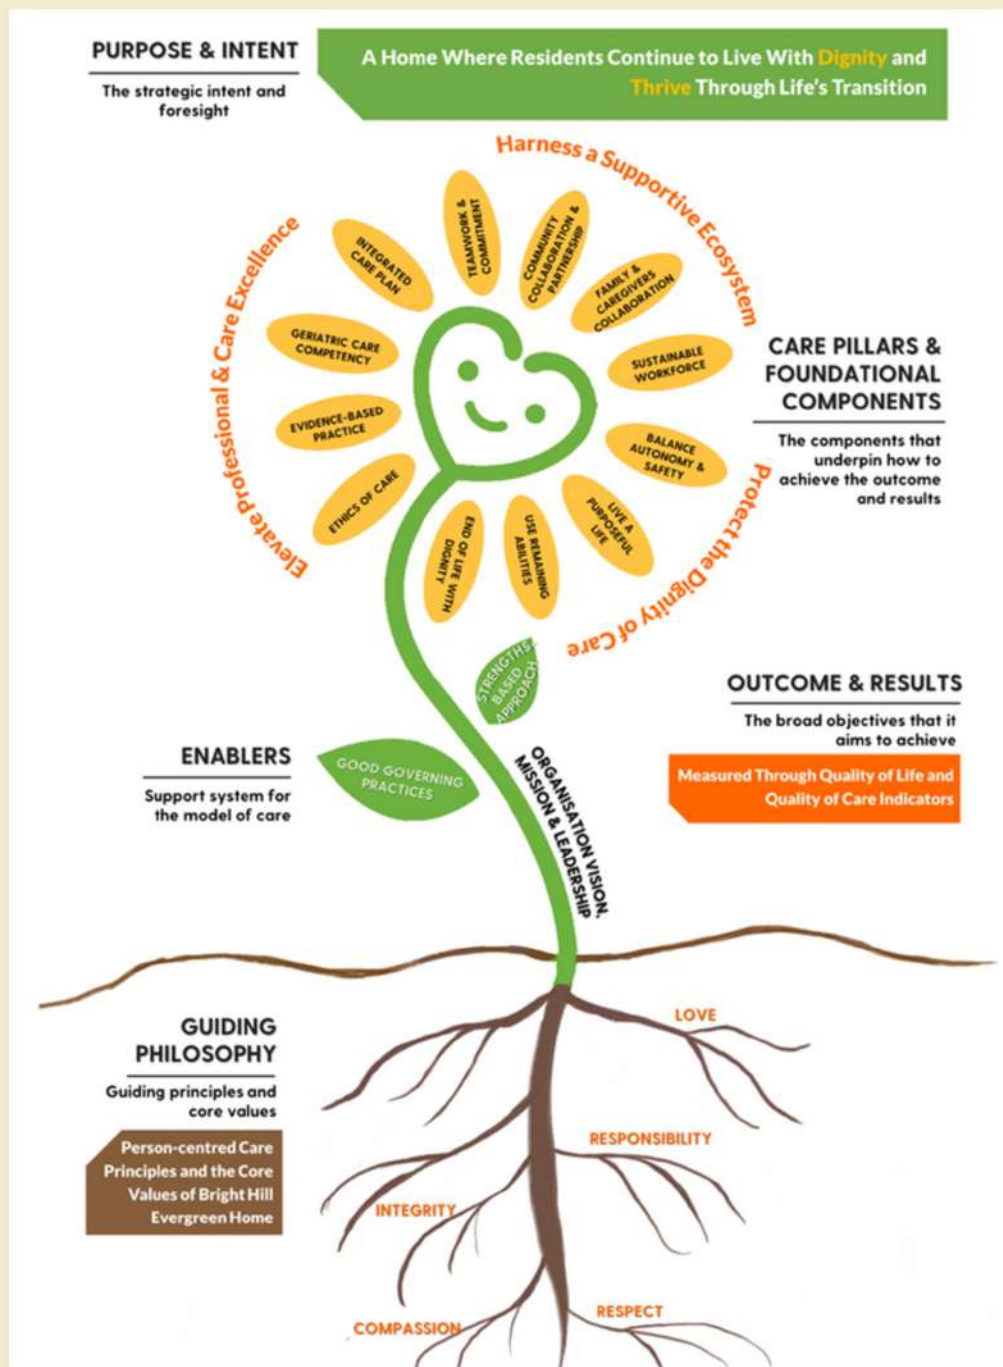 PURPOSE & INTENT
The strategic intent and
foresight
A Home Where Residents Continue to Live With Dignity and
Thrive Through Life's Transition
Harness a Supportive Ecosystem
Elevate Professional & Care Excellence
Protect the Dignity of Care
TEAMWORK &
COMMITMENT
COMMUNITY
COLLABORATION &
PARTNERSHIP
FAMILY &
CAREGIVERS
COLLABORATION
SUSTAINABLE
WORKFORCE
BALANCE
AUTONOMY &
SAFETY
LIVE A
PURPOSEFUL
LIFE
USE REMAINING
ABILITIES
END OF LIFE WITH
DIGNITY
ETHICS OF CARE
EVIDENCE-BASED
PRACTICE
GERIATRIC CARE
COMPETENCY
INTEGRATED
CARE PLAN
CARE PILLARS &
FOUNDATIONAL
COMPONENTS
The components that
underpin how to
achieve the outcome
and results
STRENGTHS-
BASED
APPROACH
OUTCOME & RESULTS
The broad objectives that it
aims to achieve
Measured Through Quality of Life and
Quality of Care Indicators
ENABLERS
Support system for
the model of care
GOOD GOVERNING
PRACTICES
ORGANISATION VISION,
MISSION & LEADERSHIP
GUIDING
PHILOSOPHY
Guiding principles and
core values
Person-centred Care
Principles and the Core
Values of Bright Hill
Evergreen Home
LOVE
RESPONSIBILITY
INTEGRITY
RESPECT
COMPASSION